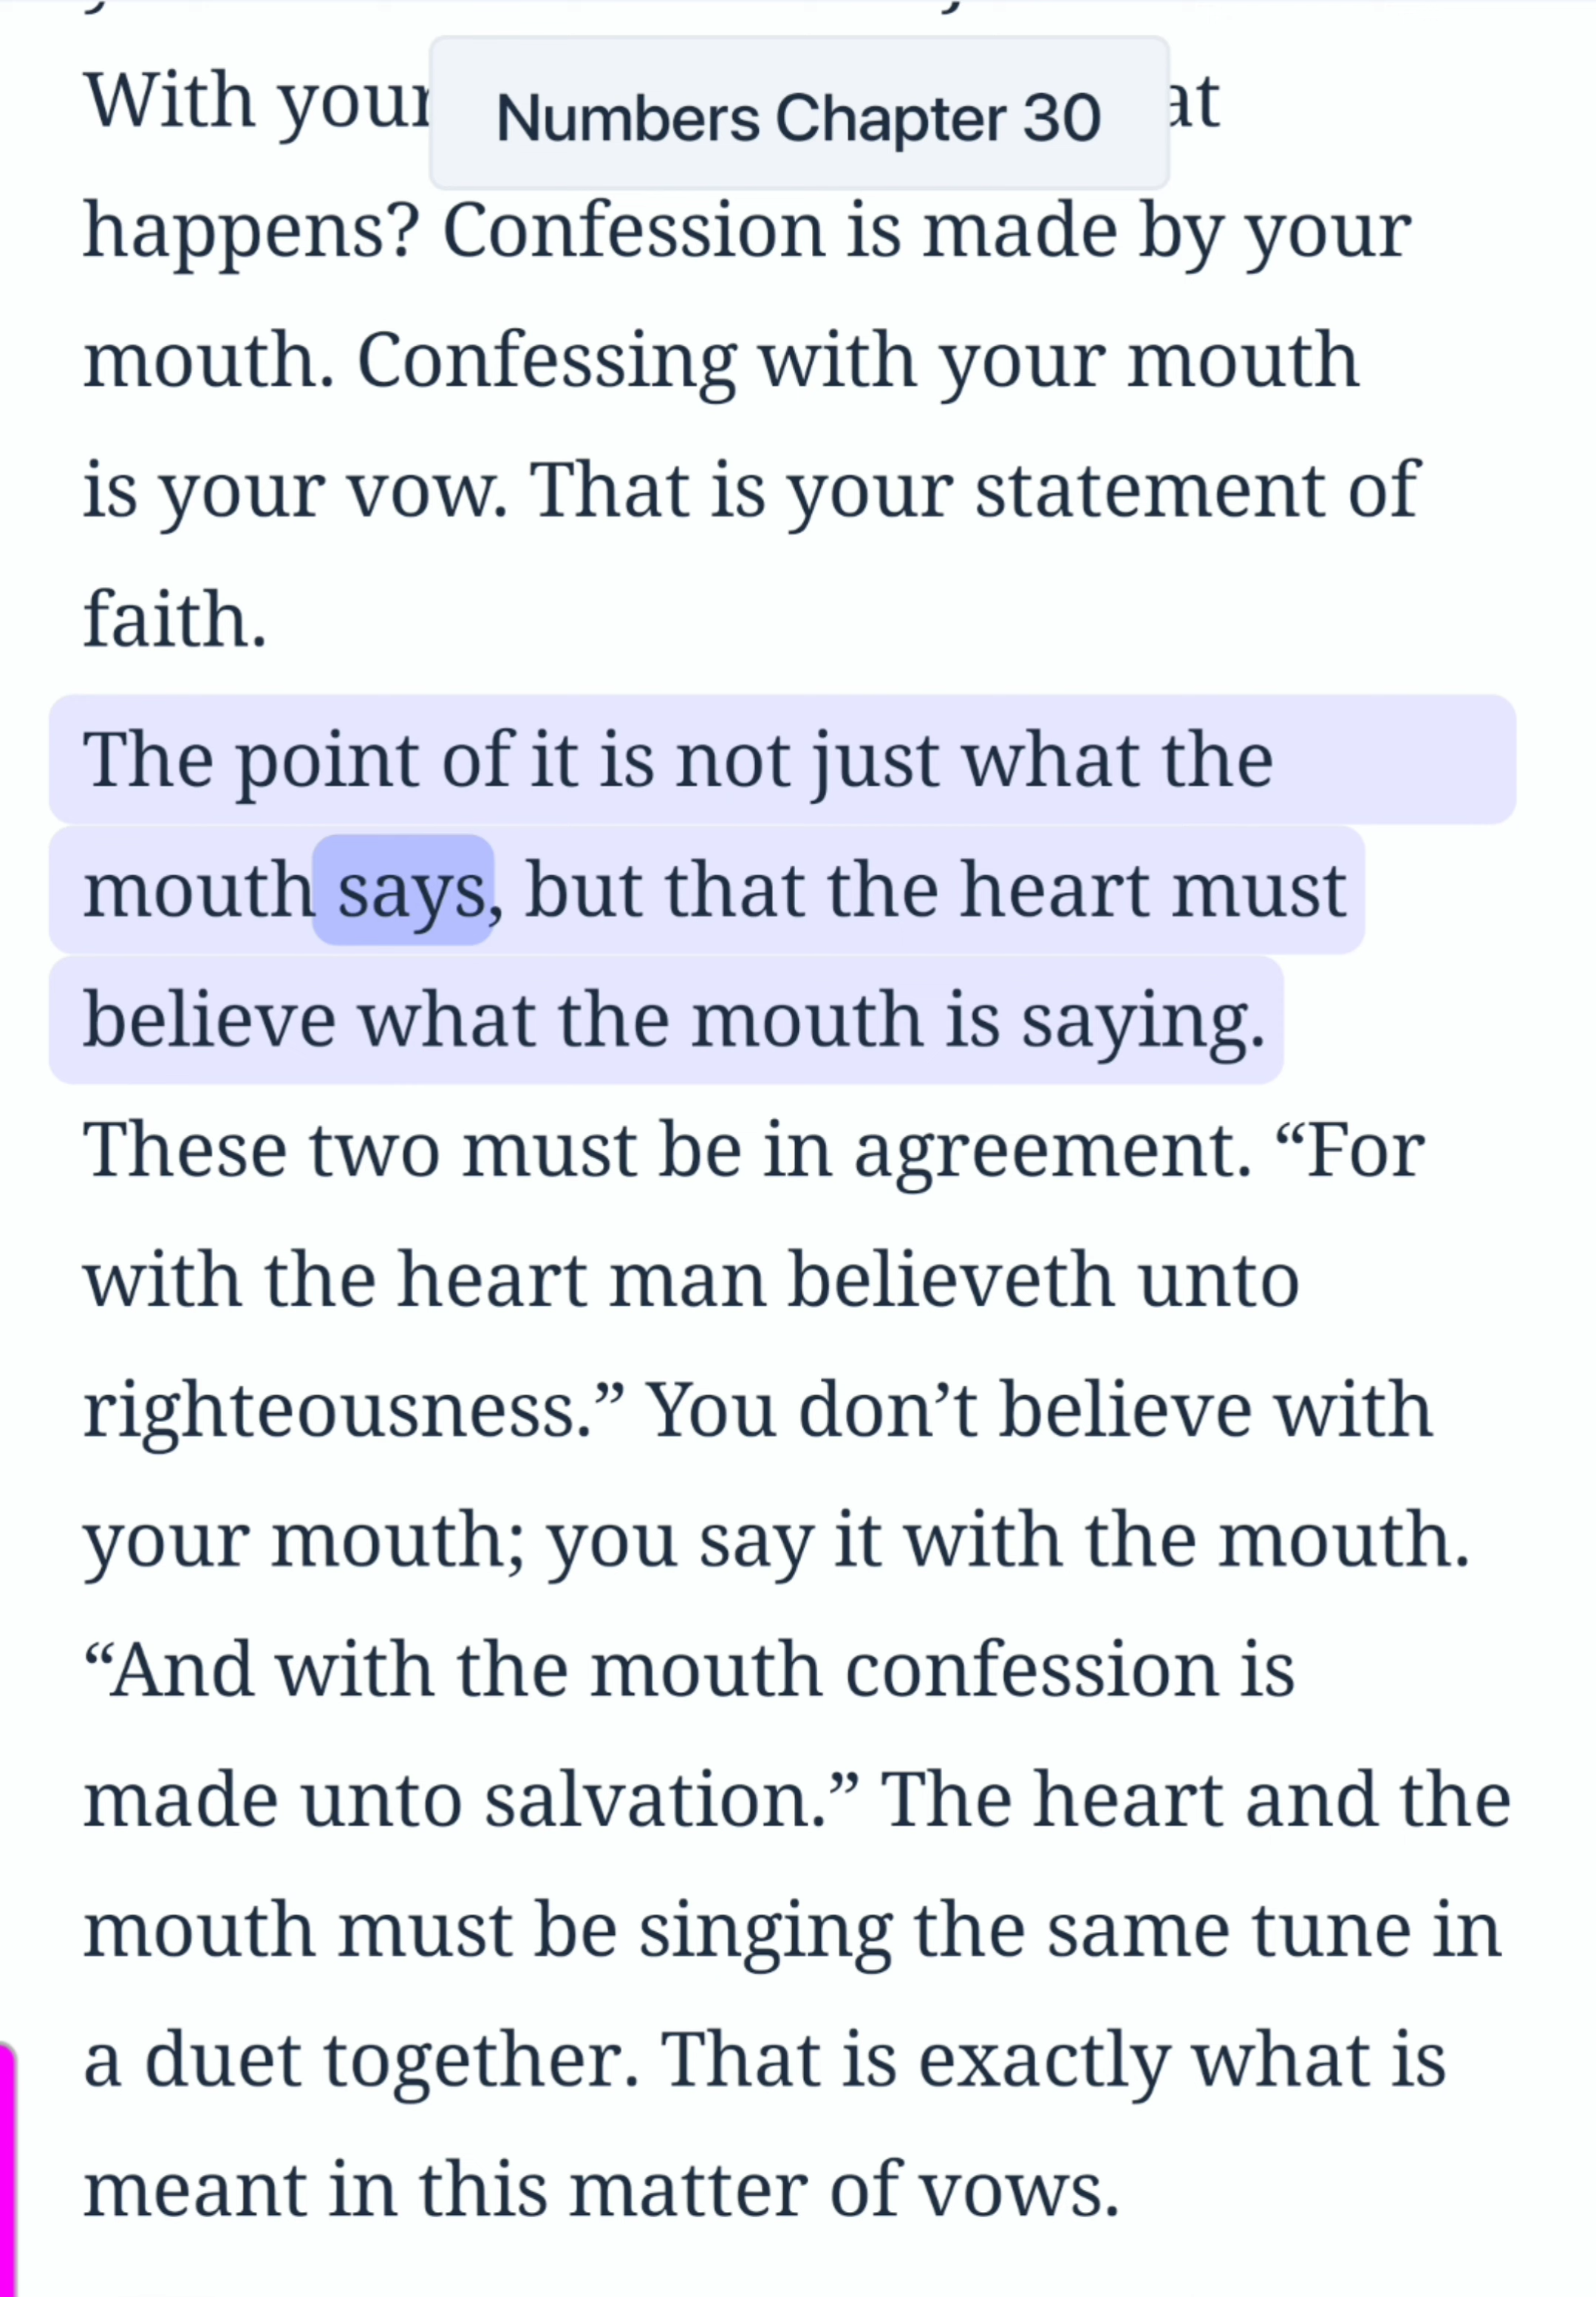 With your
Numbers Chapter 30
happens? Confession is made by your
mouth. Confessing with your mouth
is your vow. That is your statement of
faith.
The point of it is not just what the
mouth says, but that the heart must
believe what the mouth is saying.
These two must be in agreement. “For
with the heart man believeth unto
righteousness.” You don’t believe with
your mouth; you say it with the mouth.
“And with the mouth confession is
made unto salvation.” The heart and the
mouth must be singing the same tune in
a duet together. That is exactly what is
meant in this matter of vows.